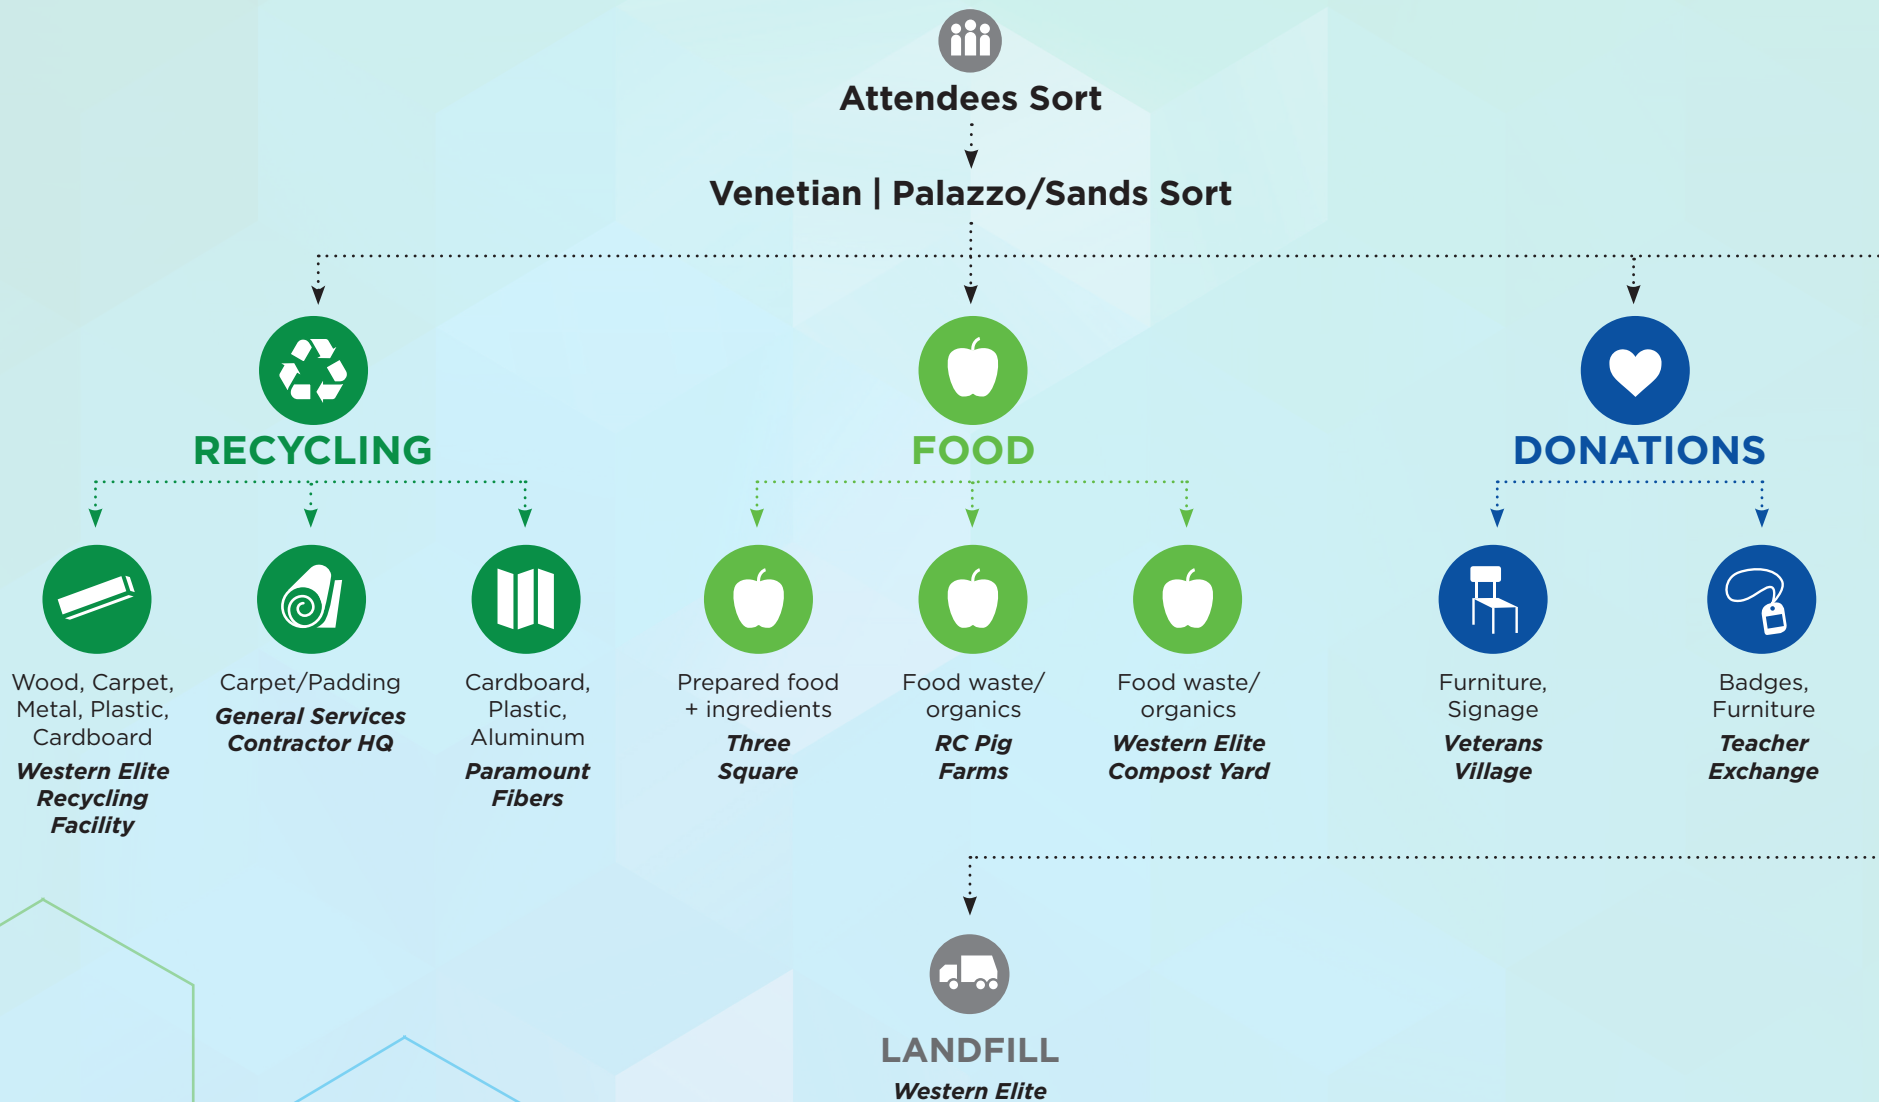 Attendees Sort
Venetian | Palazzo/Sands Sort
RECYCLING
FOOD
DONATIONS
Wood, Carpet,
Metal, Plastic,
Cardboard
Western Elite
Recycling
Facility
Carpet/Padding
General Services
Contractor HQ
Cardboard,
Plastic,
Aluminum
Paramount
Fibers
Prepared food
+ ingredients
Three
Square
Food waste/
organics
RC Pig
Farms
Food waste/
organics
Western Elite
Compost Yard
Furniture,
Signage
Veterans
Village
Badges,
Furniture
Teacher
Exchange
LANDFILL
Western Elite